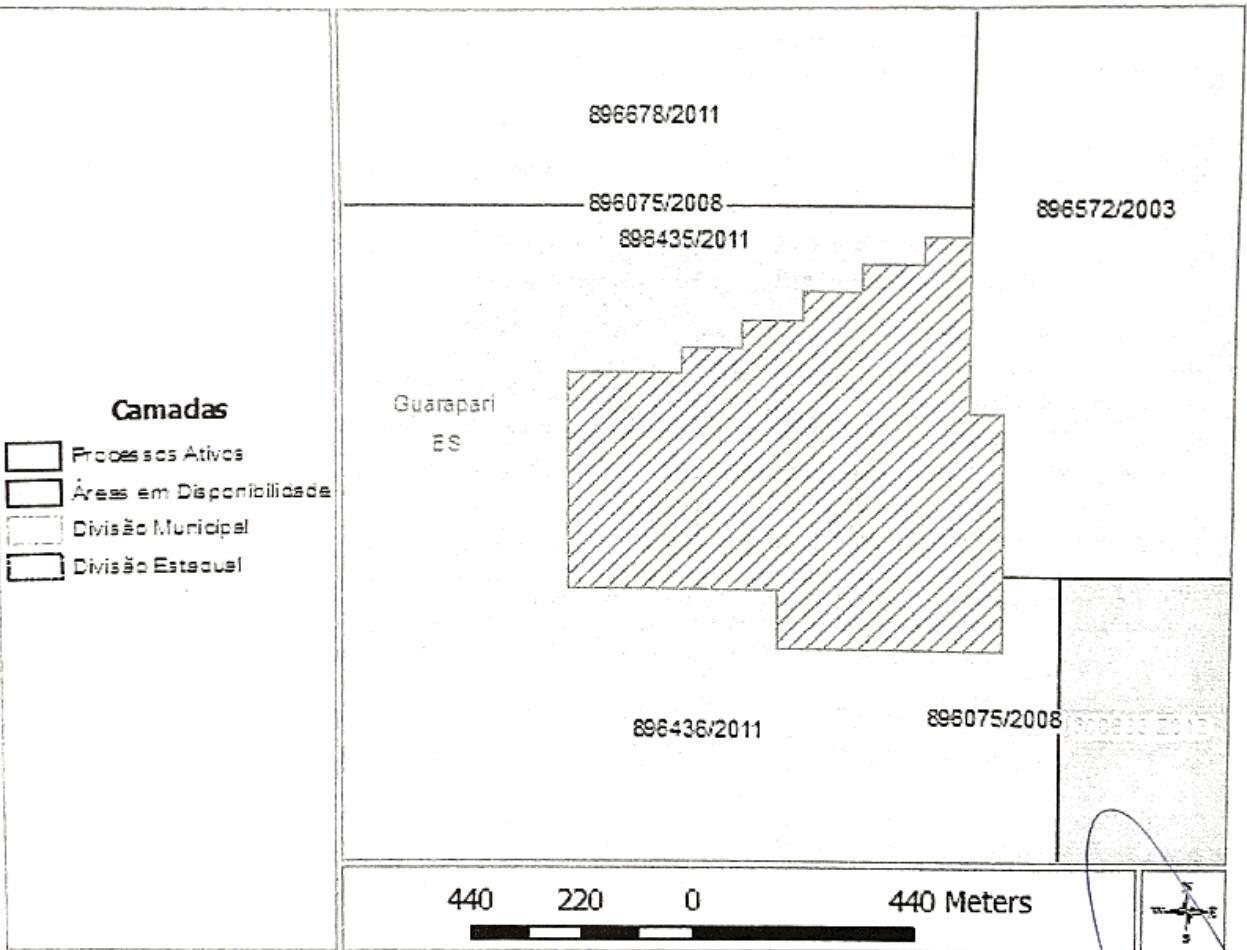 896678/2011
896075/2008
896435/2011
896572/2003
Guarapari
ES
Camadas
Processos Ativos
Áreas em Disponibilidade
Divisão Municipal
Divisão Estadual
896436/2011
896075/2008
440 220 0 440 Meters